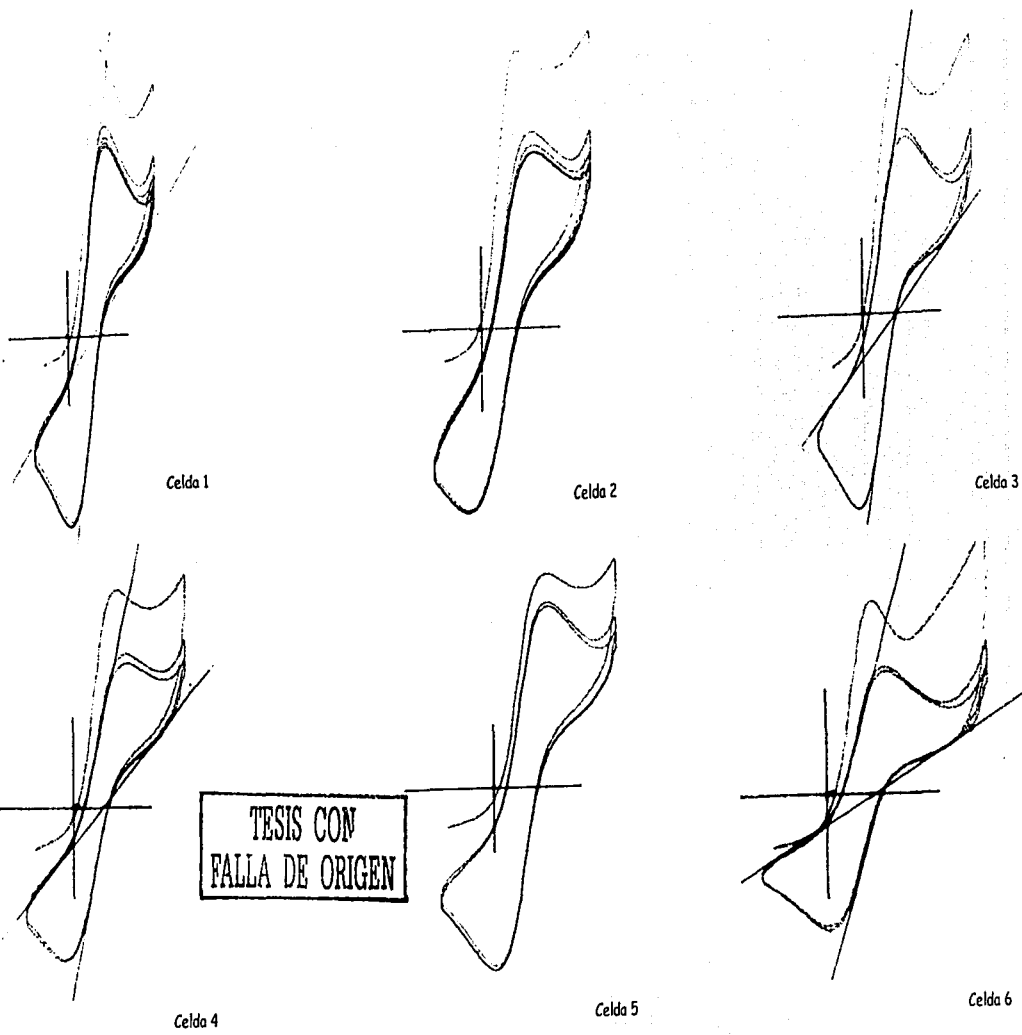 Celda 1
Celda 2
Celda 3
TESIS CON
FALLA DE ORIGEN
Celda 4
Celda 5
Celda 6